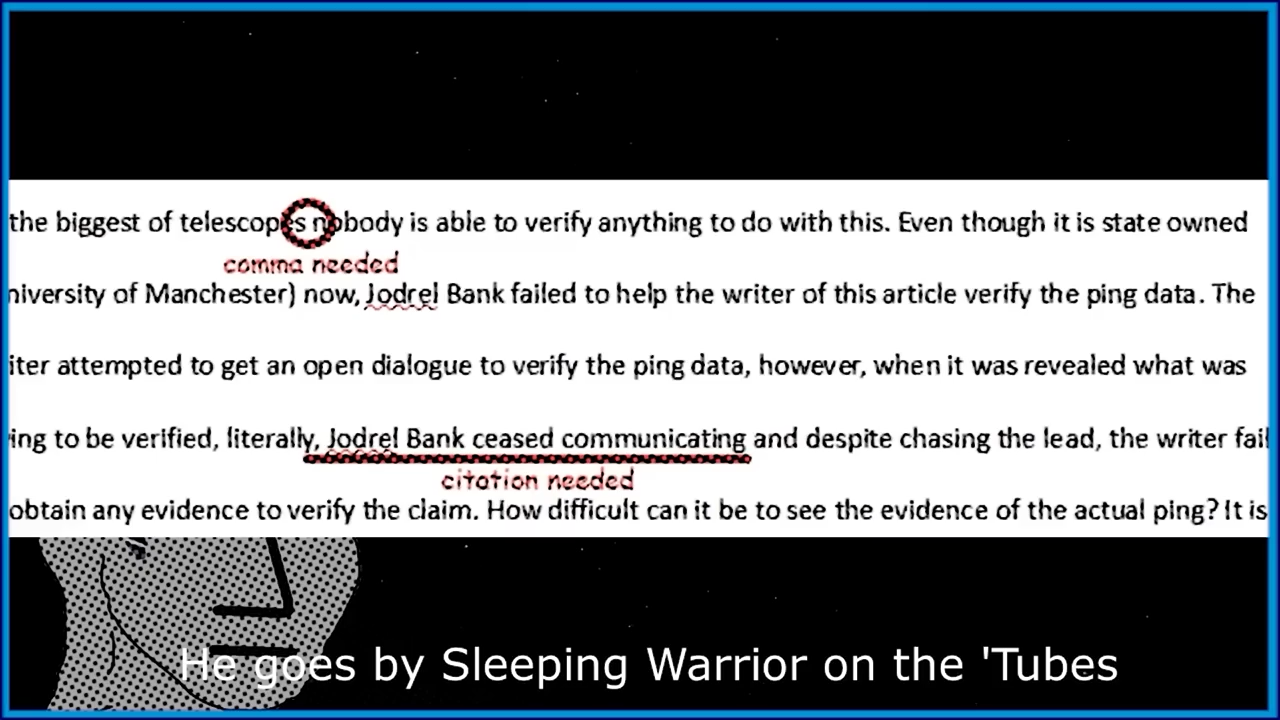 the biggest of telescopes nobody is able to verify anything to do with this. Even though it is state owned
comma needed
niversity of Manchester) now, Jodrel Bank failed to help the writer of this article verify the ping data. The
iter attempted to get an open dialogue to verify the ping data, however, when it was revealed what was
ing to be verified, literally, Jodrel Bank ceased communicating and despite chasing the lead, the writer fail
citation needed
obtain any evidence to verify the claim. How difficult can it be to see the evidence of the actual ping? It is
He goes by Sleeping Warrior on the 'Tubes